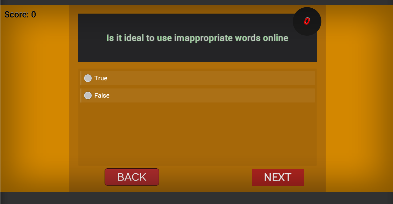 Score: 0
0
Is it ideal to use imappropriate words online
True
False
BACK
NEXT